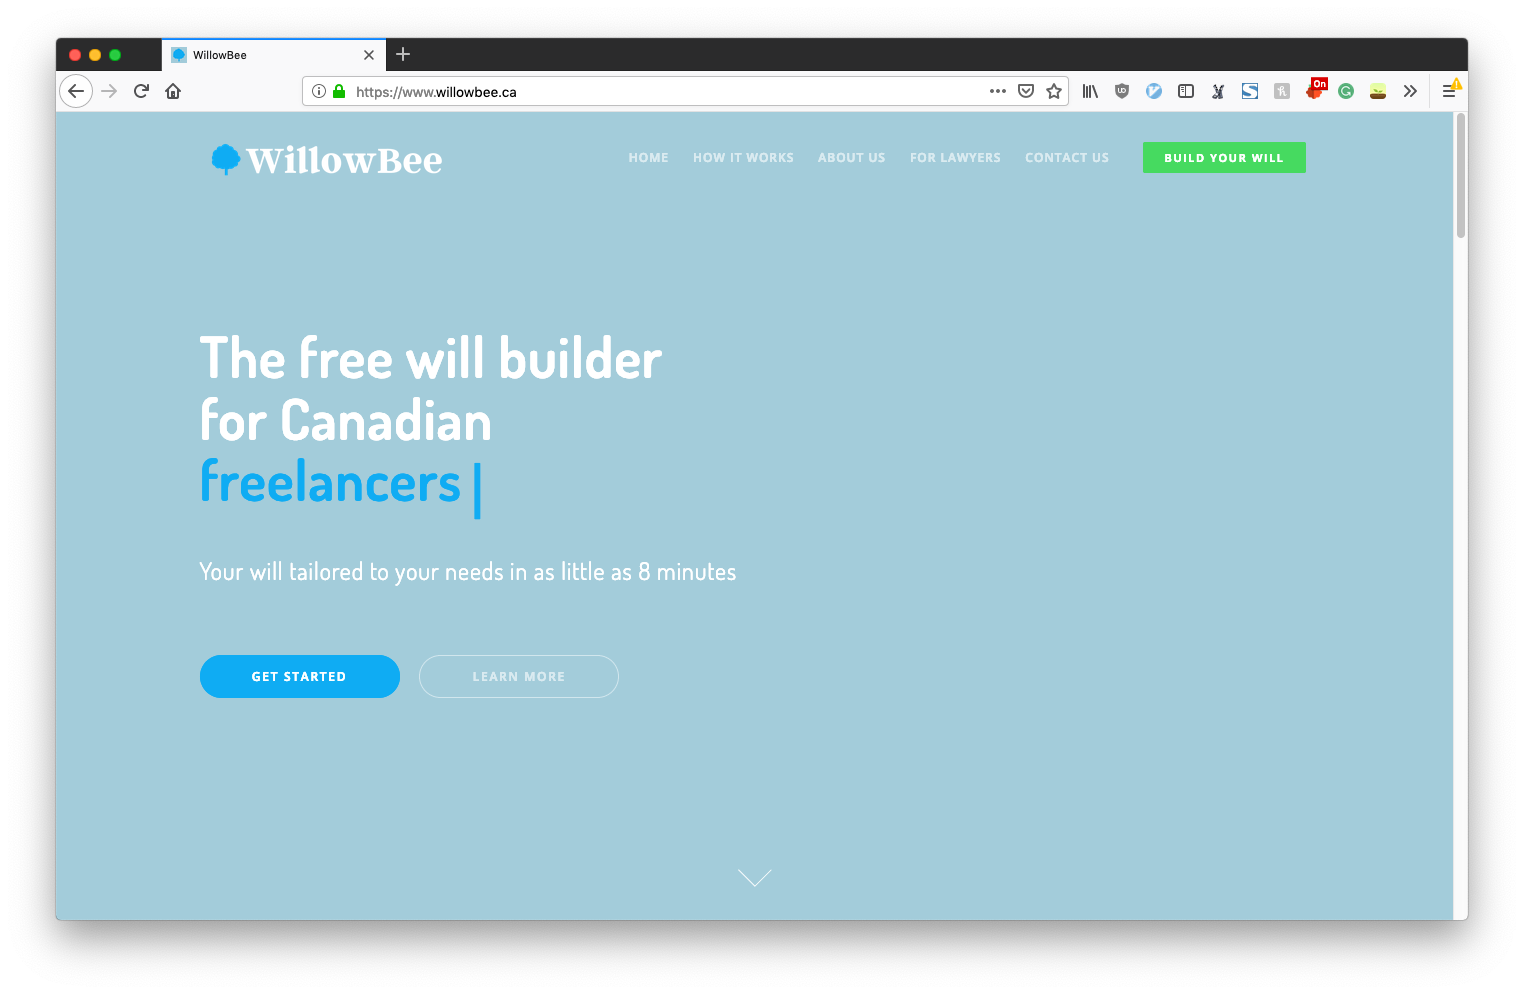 WillowBee
https://www.willowbee.ca
On
WillowBee
HOME
HOW IT WORKS
ABOUT US
FOR LAWYERS
CONTACT US
BUILD YOUR WILL
The free will builder
for Canadian
freelancers
Your will tailored to your needs in as little as 8 minutes
GET STARTED
LEARN MORE